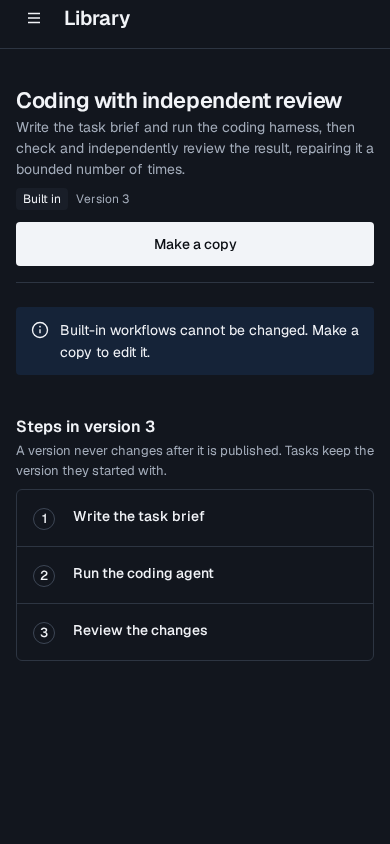 Library
Coding with independent review
Write the task brief and run the coding harness, then
check and independently review the result, repairing it a
bounded number of times.
Built in Version 3
Make a copy
Built-in workflows cannot be changed. Make a
copy to edit it.
Steps in version 3
A version never changes after it is published. Tasks keep the
version they started with.
1 Write the task brief
2 Run the coding agent
3 Review the changes